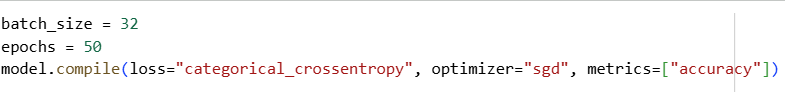 batch_size = 32
epochs = 50
model.compile(loss="categorical_crossentropy", optimizer="sgd", metrics=["accuracy"])